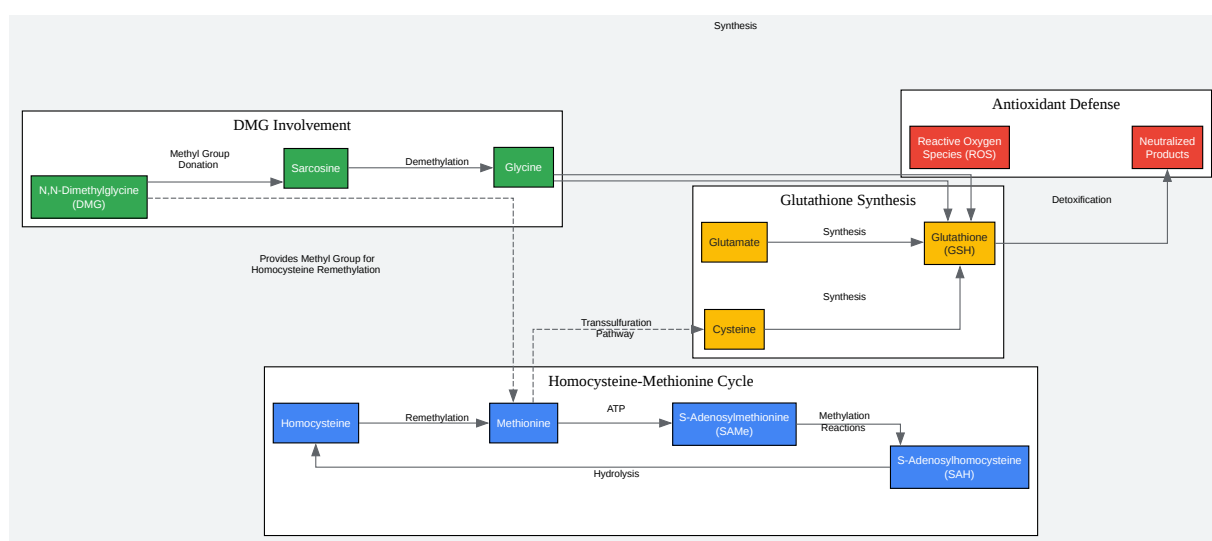 Synthesis
Antioxidant Defense
Reactive Oxygen
Species (ROS)
Neutralized
Products
Detoxification
DMG Involvement
Methyl Group
Donation
N,N-Dimethylglycine
(DMG)
Sarcosine
Demethylation
Glycine
Provides Methyl Group for
Homocysteine Remethylation
Glutathione Synthesis
Glutamate
Synthesis
Glutathione
(GSH)
Synthesis
Cysteine
Transsulfuration
Pathway
Homocysteine-Methionine Cycle
Homocysteine
Remethylation
Methionine
ATP
S-Adenosylmethionine
(SAMe)
Methylation
Reactions
S-Adenosylhomocysteine
(SAH)
Hydrolysis